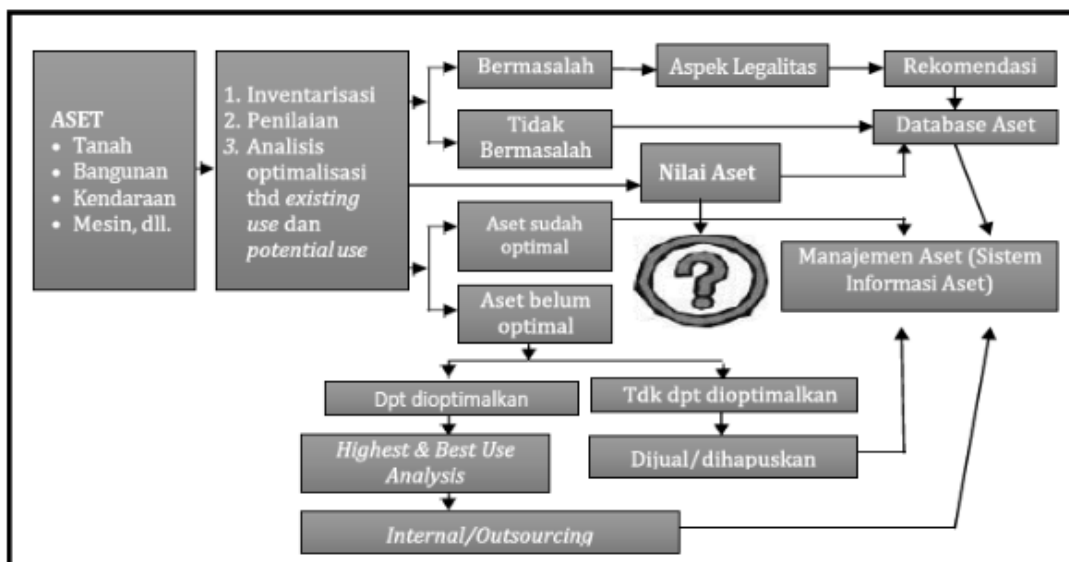 ASET
• Tanah
• Bangunan
• Kendaraan
• Mesin, dll.
1. Inventarisasi
2. Penilaian
3. Analisis
optimalisasi
thd existing
use dan
potential use
Bermasalah
Aspek Legalitas
Rekomendasi
Tidak
Bermasalah
Database Aset
Nilai Aset
Aset sudah
optimal
?
Manajemen Aset (Sistem
Informasi Aset)
Aset belum
optimal
Dpt dioptimalkan
Tdk dpt dioptimalkan
Highest & Best Use
Analysis
Dijual/dihapuskan
Internal/Outsourcing